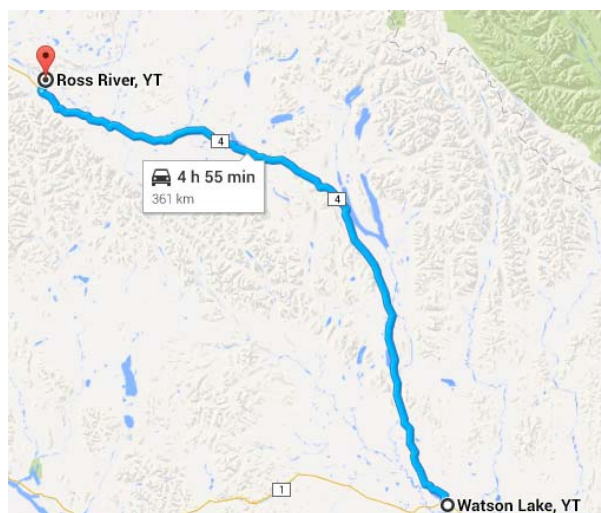 Ross River, YT
4
4 h 55 min
361 km
4
1
Watson Lake, YT